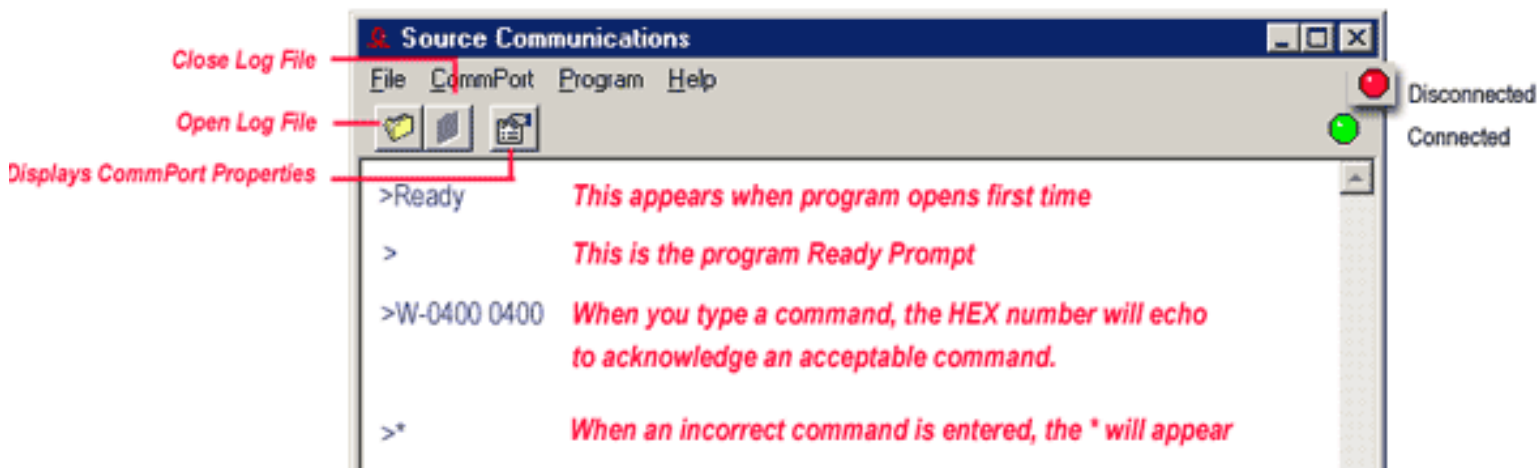 Source Communications
Close Log File
File CommPort Program Help
Disconnected
Open Log File
Connected
Displays CommPort Properties
>Ready This appears when program opens first time
> This is the program Ready Prompt
>W-0400 0400 When you type a command, the HEX number will echo
to acknowledge an acceptable command.
>* When an incorrect command is entered, the * will appear